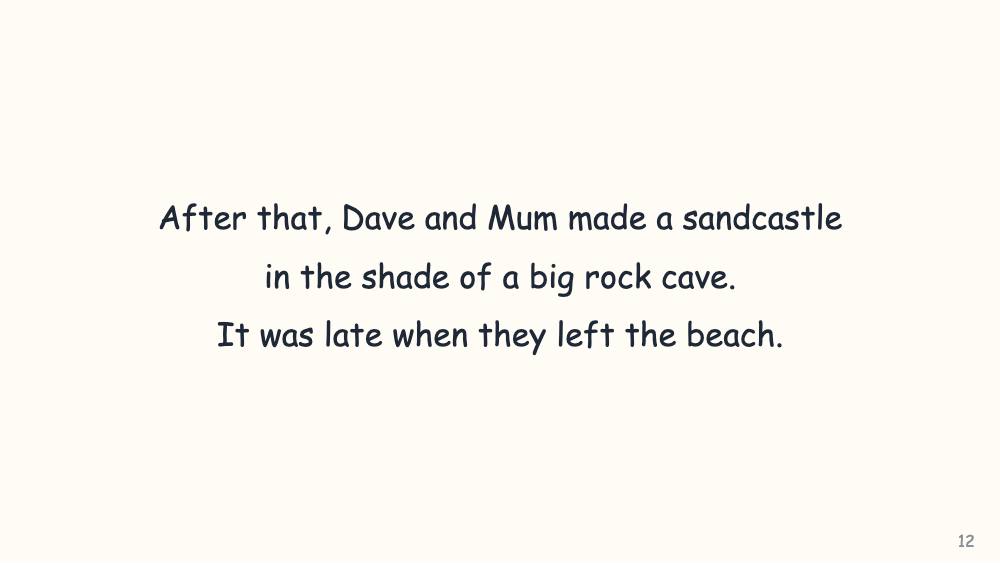 After that, Dave and Mum made a sandcastle
in the shade of a big rock cave.
It was late when they left the beach.
12